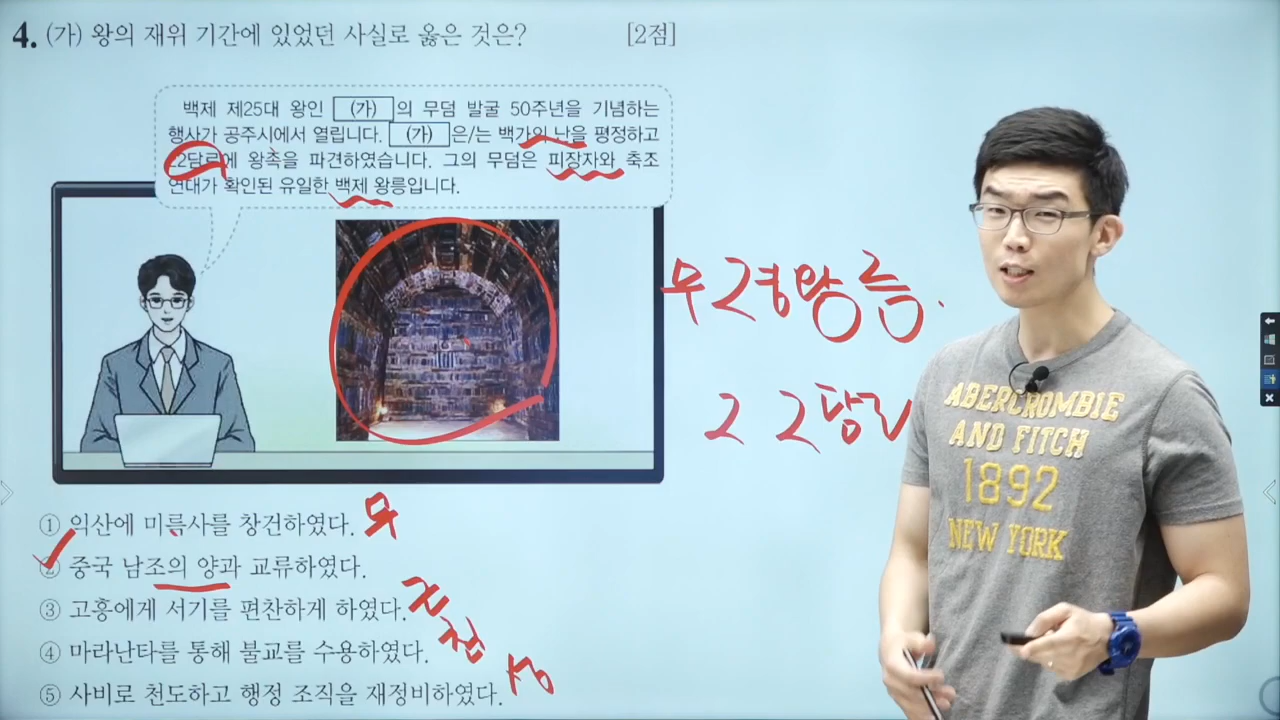 4. (가) 왕의 재위 기간에 있었던 사실로 옳은 것은? [2점]
백제 제25대 왕인 (가) 의 무덤 발굴 50주년을 기념하는
행사가 공주시에서 열립니다. (가) 은/는 백가의 난을 평정하고
22담로에 왕족을 파견하였습니다. 그의 무덤은 피장자와 축조
연대가 확인된 유일한 백제 왕릉입니다.
무령왕릉.
22담로
① 익산에 미륵사를 창건하였다. 무
② 중국 남조의 양과 교류하였다.
③ 고흥에게 서기를 편찬하게 하였다. 근
④ 마라난타를 통해 불교를 수용하였다. 침
⑤ 사비로 천도하고 행정 조직을 재정비하였다. 성
ABERCROMBIE
AND FITCH
1892
NEW YORK